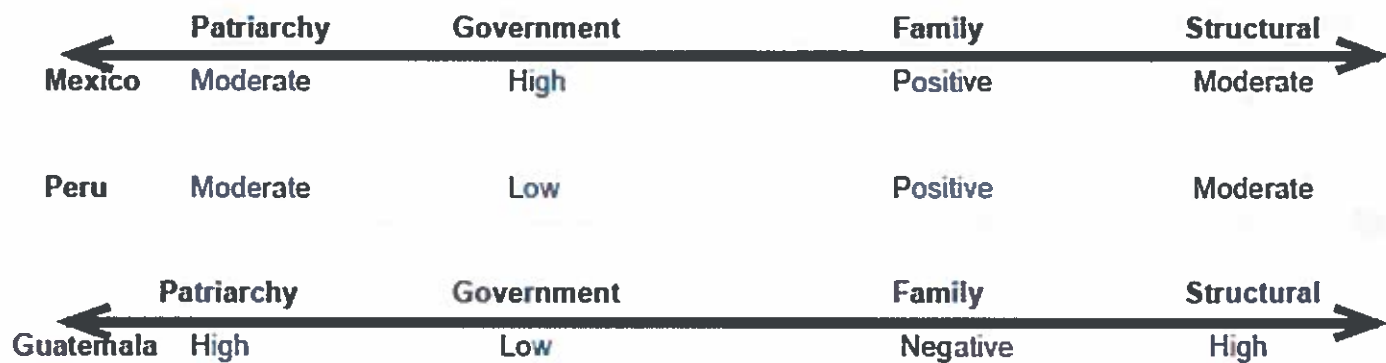 Patriarchy Government Family Structural
Mexico Moderate High Positive Moderate
Peru Moderate Low Positive Moderate
Patriarchy Government Family Structural
Guatemala High Low Negative High